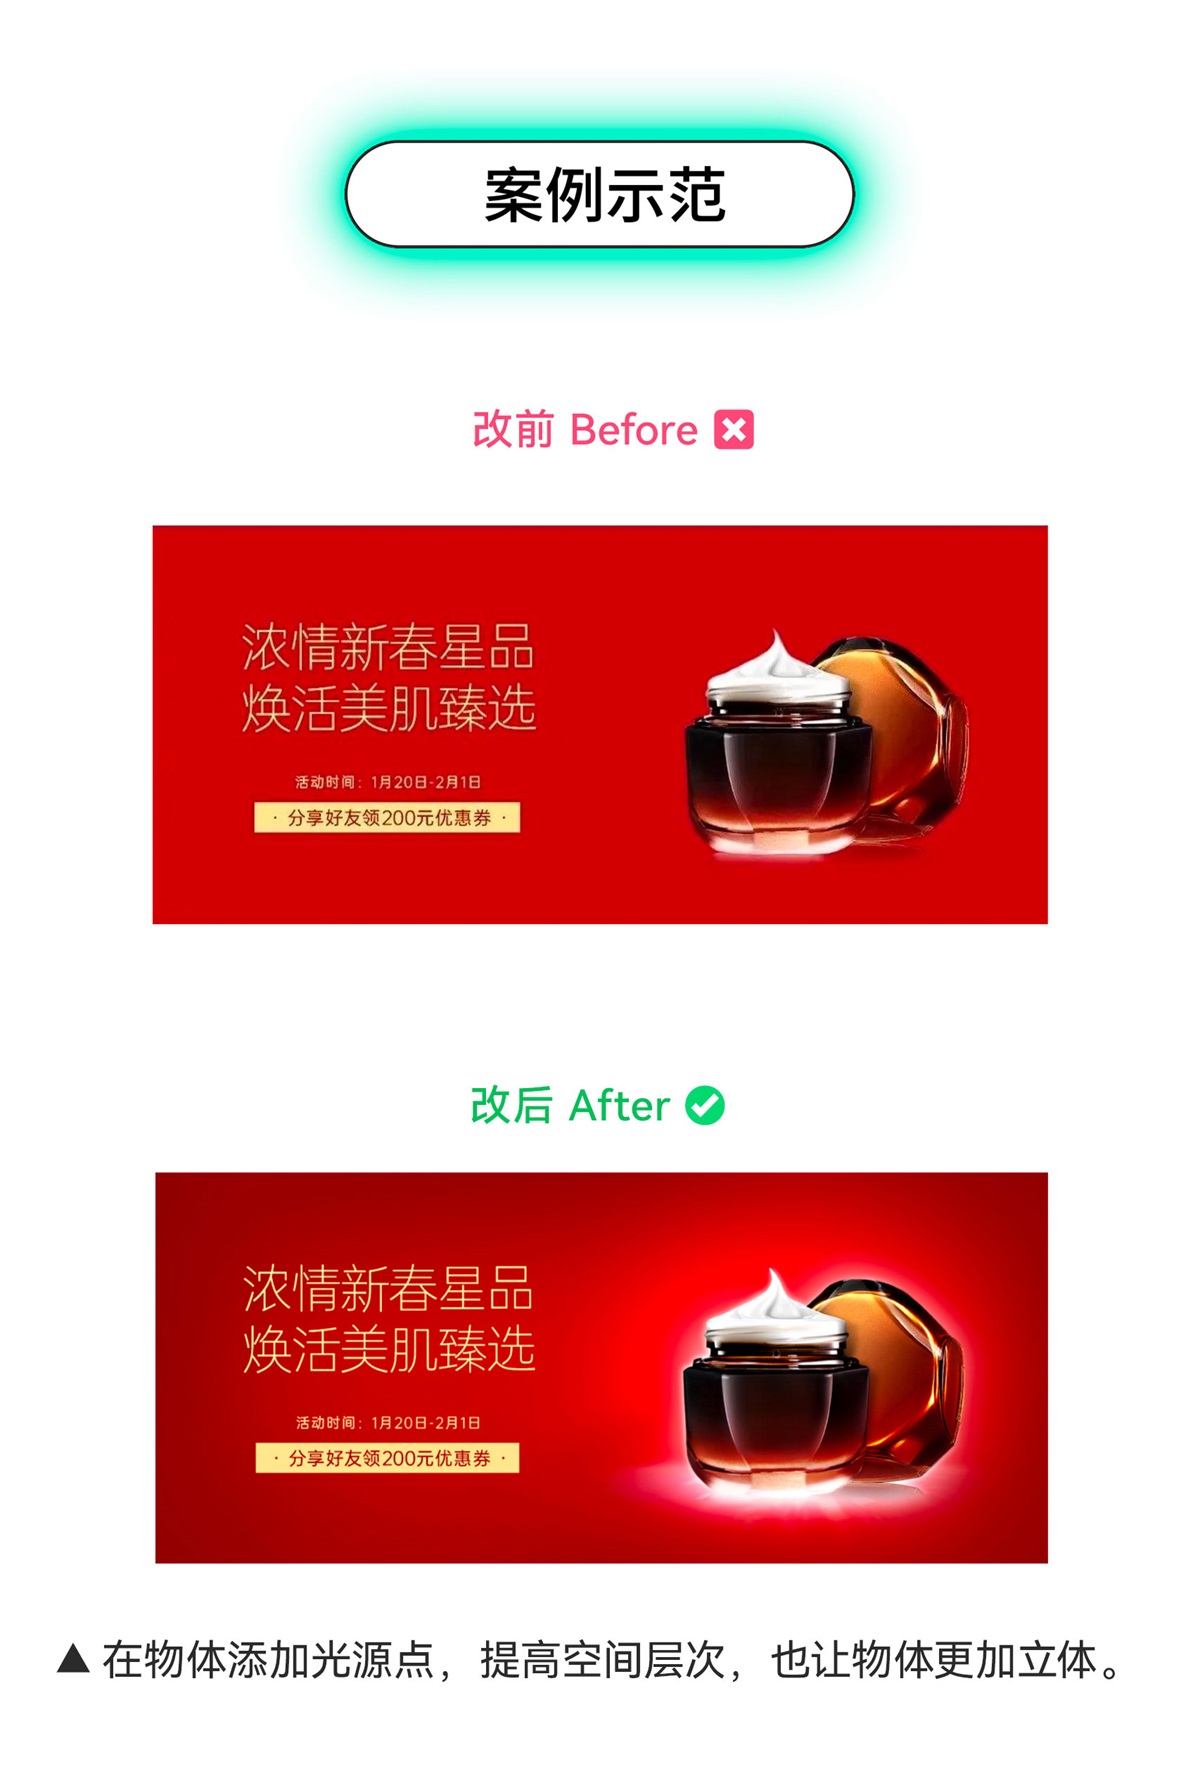 案例示范
改前 Before
浓情新春星品
焕活美肌臻选
活动时间：1月20日-2月1日
· 分享好友领200元优惠券 ·
改后 After
浓情新春星品
焕活美肌臻选
活动时间：1月20日-2月1日
· 分享好友领200元优惠券 ·
▲ 在物体添加光源点，提高空间层次，也让物体更加立体。